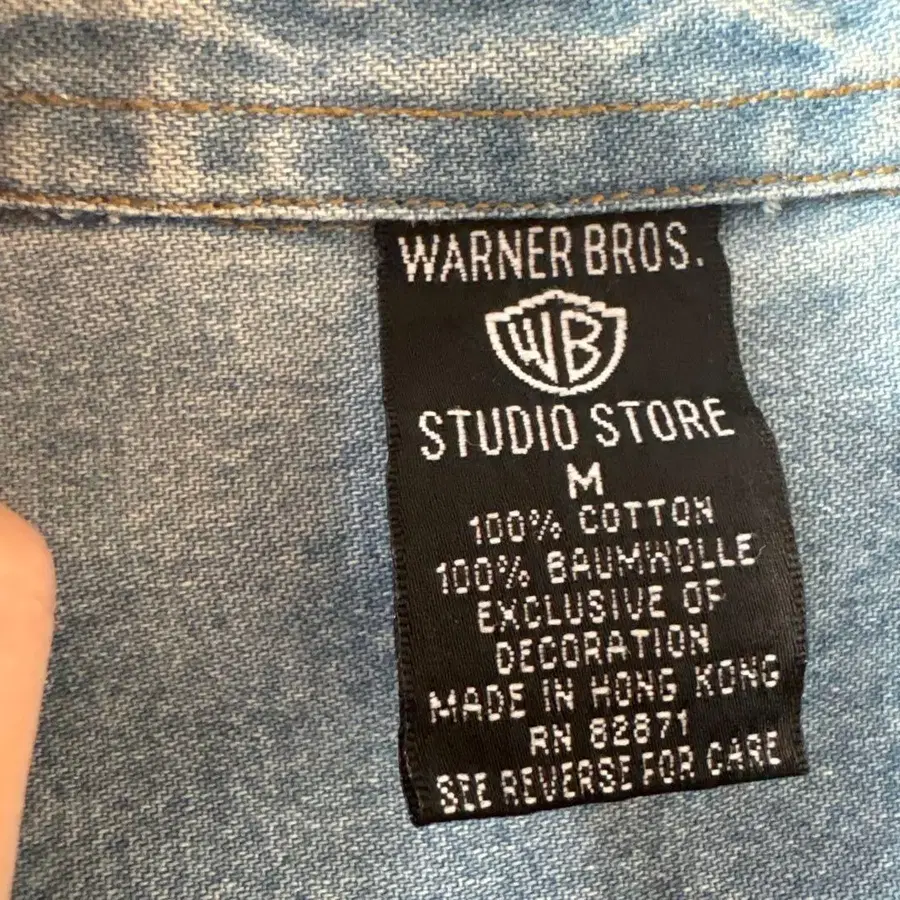 WARNER BROS.
WB
STUDIO STORE
M
100% COTTON
100% BAUMWOLLE
EXCLUSIVE OF
DECORATION
MADE IN HONG KONG
RN 82871
SEE REVERSE FOR CARE